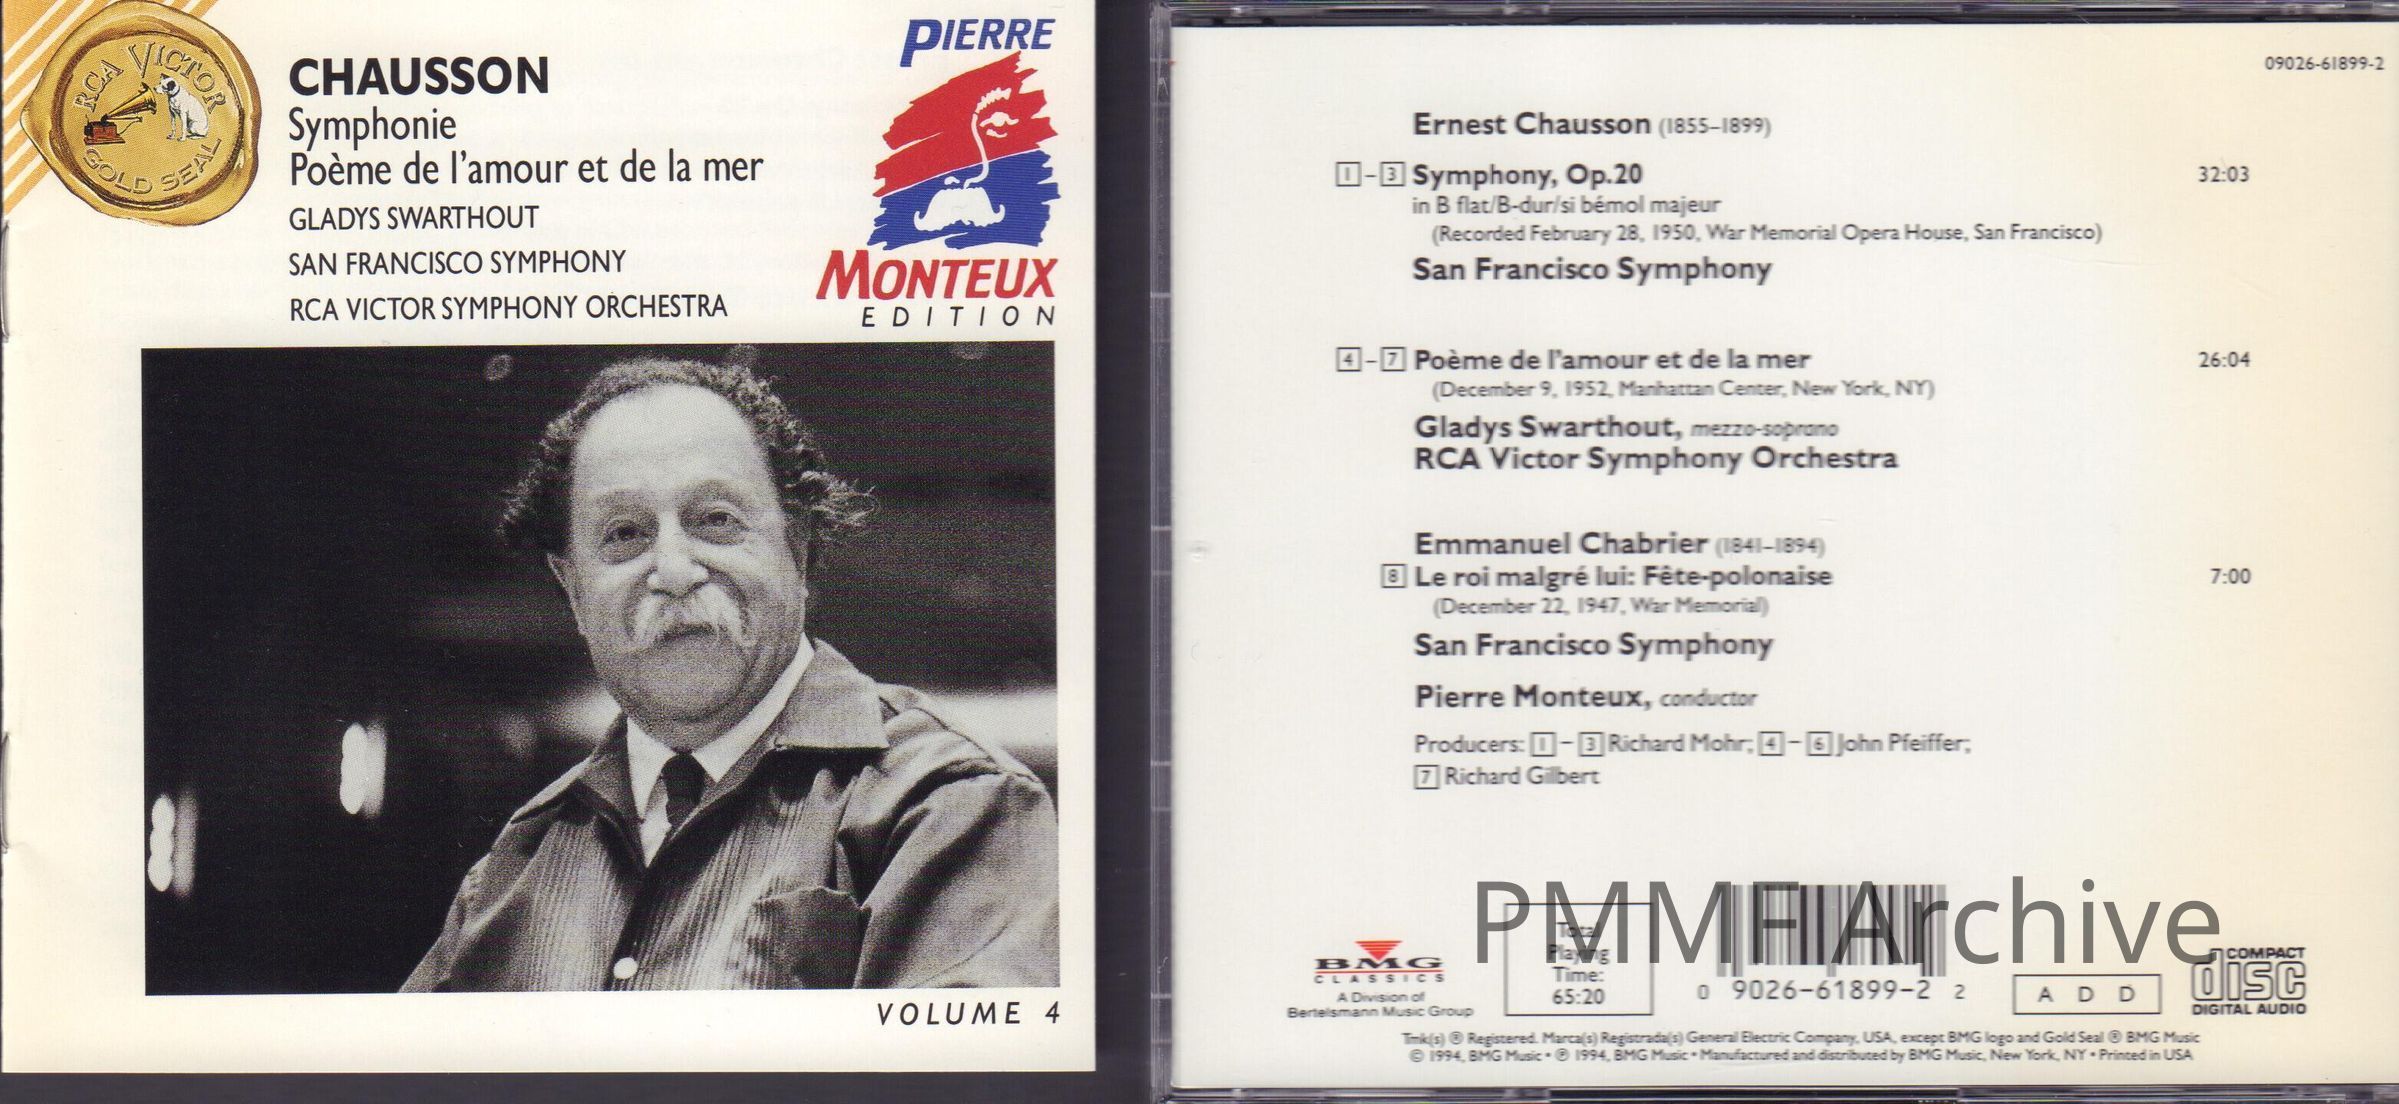 RCA VICTOR
GOLD SEAL
CHAUSSON
Symphonie
Poème de l'amour et de la mer
GLADYS SWARTHOUT
SAN FRANCISCO SYMPHONY
RCA VICTOR SYMPHONY ORCHESTRA
PIERRE
MONTEUX
EDITION
VOLUME 4
09026-61899-2
Ernest Chausson (1855–1899)
1 – 3 Symphony, Op.20 32:03
in B flat/B-dur/si bémol majeur
(Recorded February 28, 1950, War Memorial Opera House, San Francisco)
San Francisco Symphony
4 – 7 Poème de l'amour et de la mer 26:04
(December 9, 1952, Manhattan Center, New York, NY)
Gladys Swarthout, mezzo-soprano
RCA Victor Symphony Orchestra
Emmanuel Chabrier (1841–1894)
8 Le roi malgré lui: Fête-polonaise 7:00
(December 22, 1947, War Memorial)
San Francisco Symphony
Pierre Monteux, conductor
Producers: 1 – 3 Richard Mohr; 4 – 6 John Pfeiffer;
7 Richard Gilbert
PMMF Archive
BMG
CLASSICS
A Division of
Bertelsmann Music Group
Total
Playing
Time:
65:20
0 9026-61899-2 2
A D D
COMPACT
disc
DIGITAL AUDIO
Tmk(s) ® Registered. Marca(s) Registrada(s) General Electric Company, USA, except BMG logo and Gold Seal ® BMG Music
© 1994, BMG Music • ℗ 1994, BMG Music • Manufactured and distributed by BMG Music, New York, NY • Printed in USA